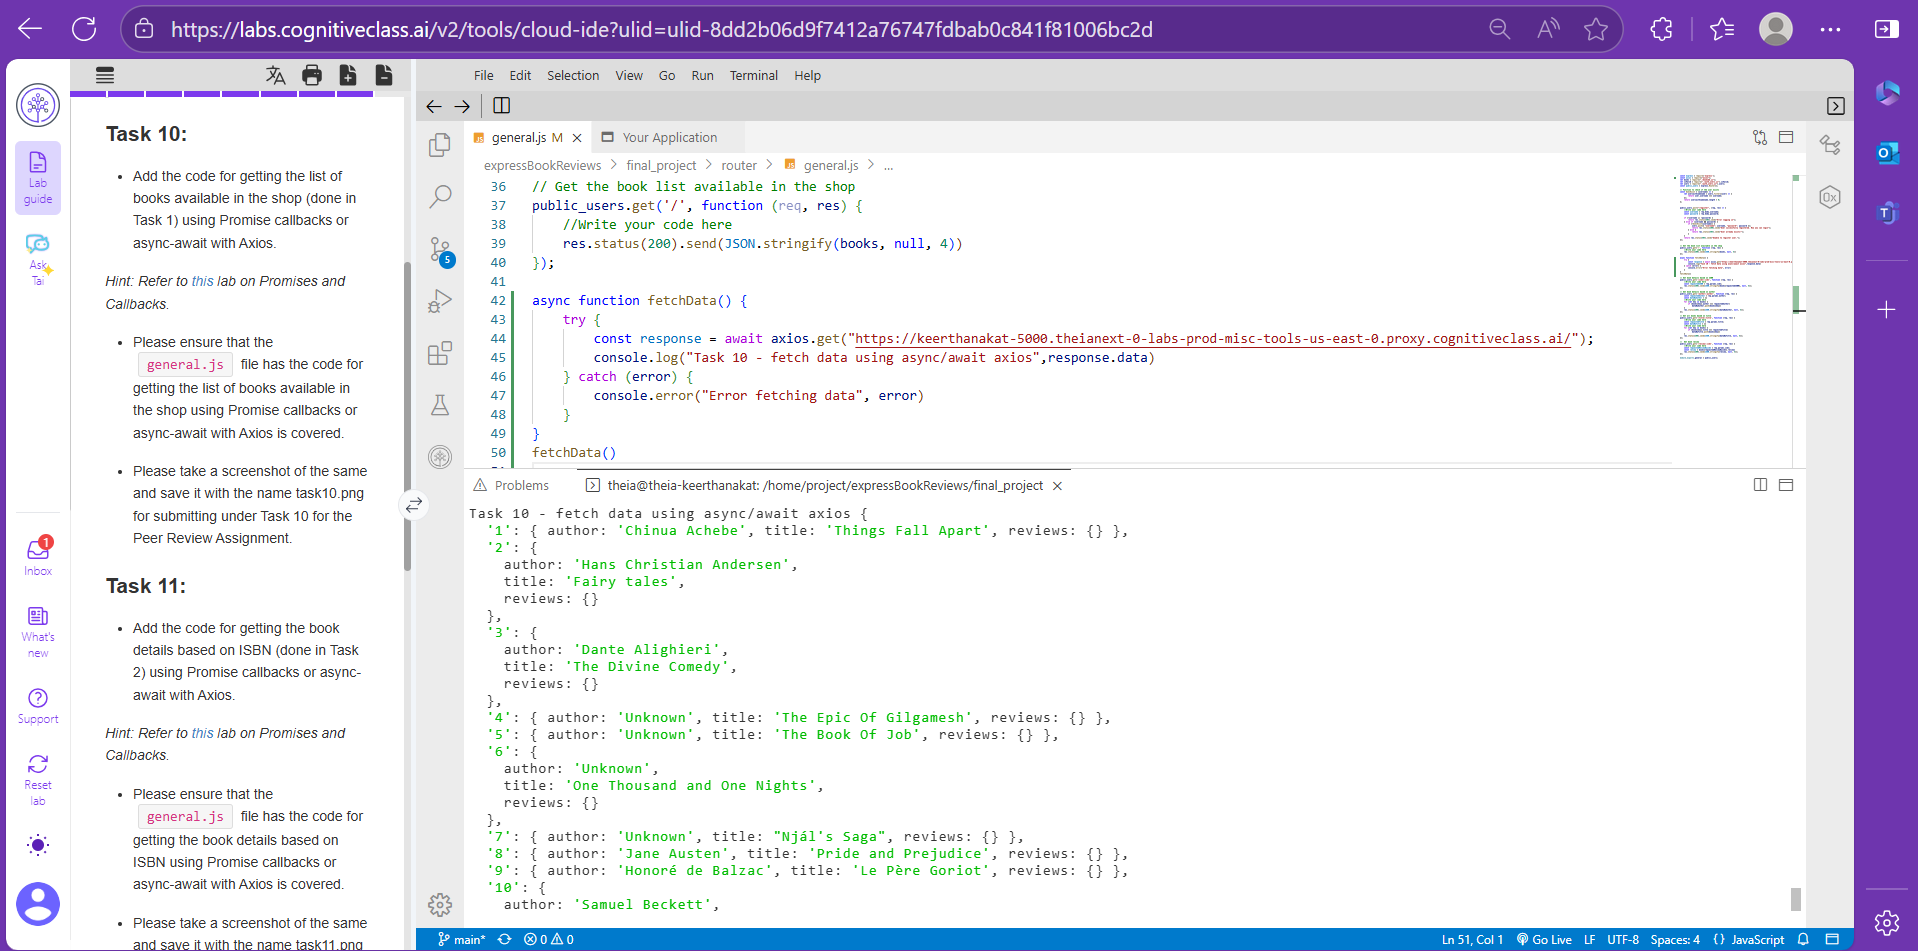 https://labs.cognitiveclass.ai/v2/tools/cloud-ide?ulid=ulid-8dd2b06d9f7412a76747fdbab0c841f81006bc2d
Lab guide
Ask Tai
1
Inbox
What's new
Support
Reset lab
Task 10:
• Add the code for getting the list of
books available in the shop (done in
Task 1) using Promise callbacks or
async-await with Axios.
Hint: Refer to this lab on Promises and
Callbacks.
• Please ensure that the
general.js file has the code for
getting the list of books available in
the shop using Promise callbacks or
async-await with Axios is covered.
• Please take a screenshot of the same
and save it with the name task10.png
for submitting under Task 10 for the
Peer Review Assignment.
Task 11:
• Add the code for getting the book
details based on ISBN (done in Task
2) using Promise callbacks or async-
await with Axios.
Hint: Refer to this lab on Promises and
Callbacks.
• Please ensure that the
general.js file has the code for
getting the book details based on
ISBN using Promise callbacks or
async-await with Axios is covered.
• Please take a screenshot of the same
and save it with the name task11.png
File Edit Selection View Go Run Terminal Help
general.js M
Your Application
expressBookReviews > final_project > router > general.js > ...
5
36 // Get the book list available in the shop
37 public_users.get('/', function (req, res) {
38 //Write your code here
39 res.status(200).send(JSON.stringify(books, null, 4))
40 });
41
42 async function fetchData() {
43 try {
44 const response = await axios.get("https://keerthanakat-5000.theianext-0-labs-prod-misc-tools-us-east-0.proxy.cognitiveclass.ai/");
45 console.log("Task 10 - fetch data using async/await axios",response.data)
46 } catch (error) {
47 console.error("Error fetching data", error)
48 }
49 }
50 fetchData()
Problems
theia@theia-keerthanakat: /home/project/expressBookReviews/final_project
Task 10 - fetch data using async/await axios {
'1': { author: 'Chinua Achebe', title: 'Things Fall Apart', reviews: {} },
'2': {
author: 'Hans Christian Andersen',
title: 'Fairy tales',
reviews: {}
},
'3': {
author: 'Dante Alighieri',
title: 'The Divine Comedy',
reviews: {}
},
'4': { author: 'Unknown', title: 'The Epic Of Gilgamesh', reviews: {} },
'5': { author: 'Unknown', title: 'The Book Of Job', reviews: {} },
'6': {
author: 'Unknown',
title: 'One Thousand and One Nights',
reviews: {}
},
'7': { author: 'Unknown', title: "Njál's Saga", reviews: {} },
'8': { author: 'Jane Austen', title: 'Pride and Prejudice', reviews: {} },
'9': { author: 'Honoré de Balzac', title: 'Le Père Goriot', reviews: {} },
'10': {
author: 'Samuel Beckett',
main* 0 0
Ln 51, Col 1 Go Live LF UTF-8 Spaces: 4 {} JavaScript